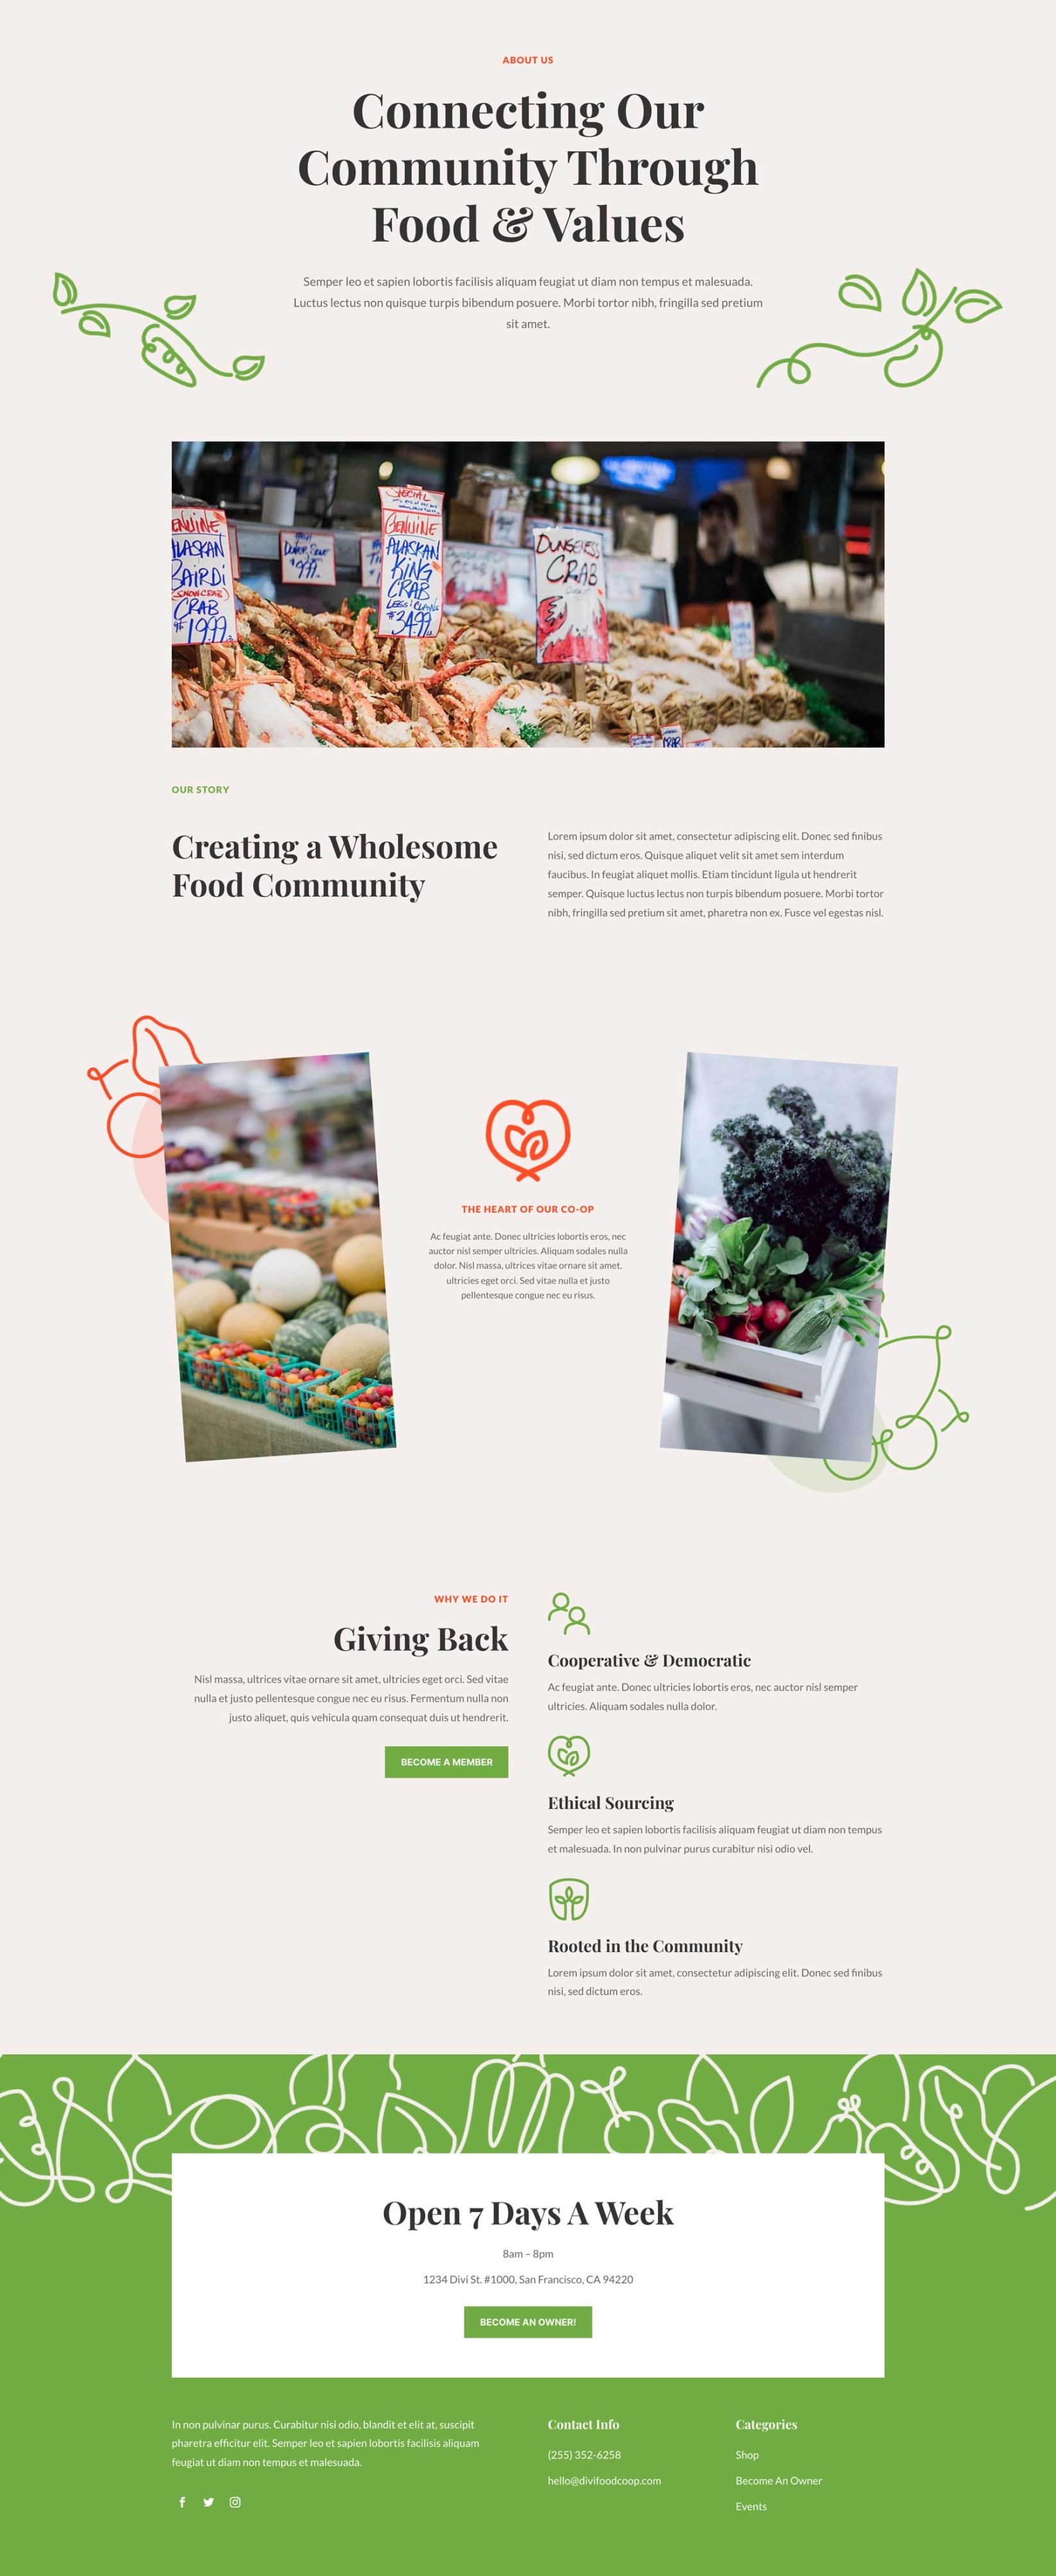 ABOUT US
Connecting Our
Community Through
Food & Values
Semper leo et sapien lobortis facilisis aliquam feugiat ut diam non tempus et malesuada.
Luctus lectus non quisque turpis bibendum posuere. Morbi tortor nibh, fringilla sed pretium
sit amet.
ENUINE
ALASKAN
BAIRDI
(SNOW CRAB)
CRAB
$19.99
SPECIAL
GENUINE
ALASKAN
KING
CRAB
LEGS & CLAWS
$34.99
DUNGENESS
CRAB
OUR STORY
Creating a Wholesome
Food Community
Lorem ipsum dolor sit amet, consectetur adipiscing elit. Donec sed finibus
nisi, sed dictum eros. Quisque aliquet velit sit amet sem interdum
faucibus. In feugiat aliquet mollis. Etiam tincidunt ligula ut hendrerit
semper. Quisque luctus lectus non turpis bibendum posuere. Morbi tortor
nibh, fringilla sed pretium sit amet, pharetra non ex. Fusce vel egestas nisl.
THE HEART OF OUR CO-OP
Ac feugiat ante. Donec ultricies lobortis eros, nec
auctor nisl semper ultricies. Aliquam sodales nulla
dolor. Nisl massa, ultrices vitae ornare sit amet,
ultricies eget orci. Sed vitae nulla et justo
pellentesque congue nec eu risus.
WHY WE DO IT
Giving Back
Nisl massa, ultrices vitae ornare sit amet, ultricies eget orci. Sed vitae
nulla et justo pellentesque congue nec eu risus. Fermentum nulla non
justo aliquet, quis vehicula quam consequat duis ut hendrerit.
BECOME A MEMBER
Cooperative & Democratic
Ac feugiat ante. Donec ultricies lobortis eros, nec auctor nisl semper
ultricies. Aliquam sodales nulla dolor.
Ethical Sourcing
Semper leo et sapien lobortis facilisis aliquam feugiat ut diam non tempus
et malesuada. In non pulvinar purus curabitur nisi odio vel.
Rooted in the Community
Lorem ipsum dolor sit amet, consectetur adipiscing elit. Donec sed finibus
nisi, sed dictum eros.
Open 7 Days A Week
8am – 8pm
1234 Divi St. #1000, San Francisco, CA 94220
BECOME AN OWNER!
In non pulvinar purus. Curabitur nisi odio, blandit et elit at, suscipit
pharetra efficitur elit. Semper leo et sapien lobortis facilisis aliquam
feugiat ut diam non tempus et malesuada.
Contact Info
(255) 352-6258
hello@divifoodcoop.com
Categories
Shop
Become An Owner
Events